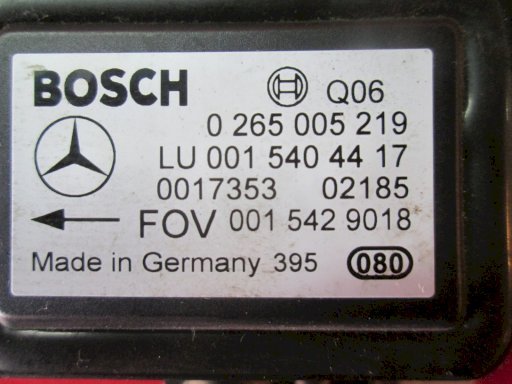 BOSCH Q06
0 265 005 219
LU 001 540 44 17
0017353 02185
FOV 001 542 9018
Made in Germany 395 080